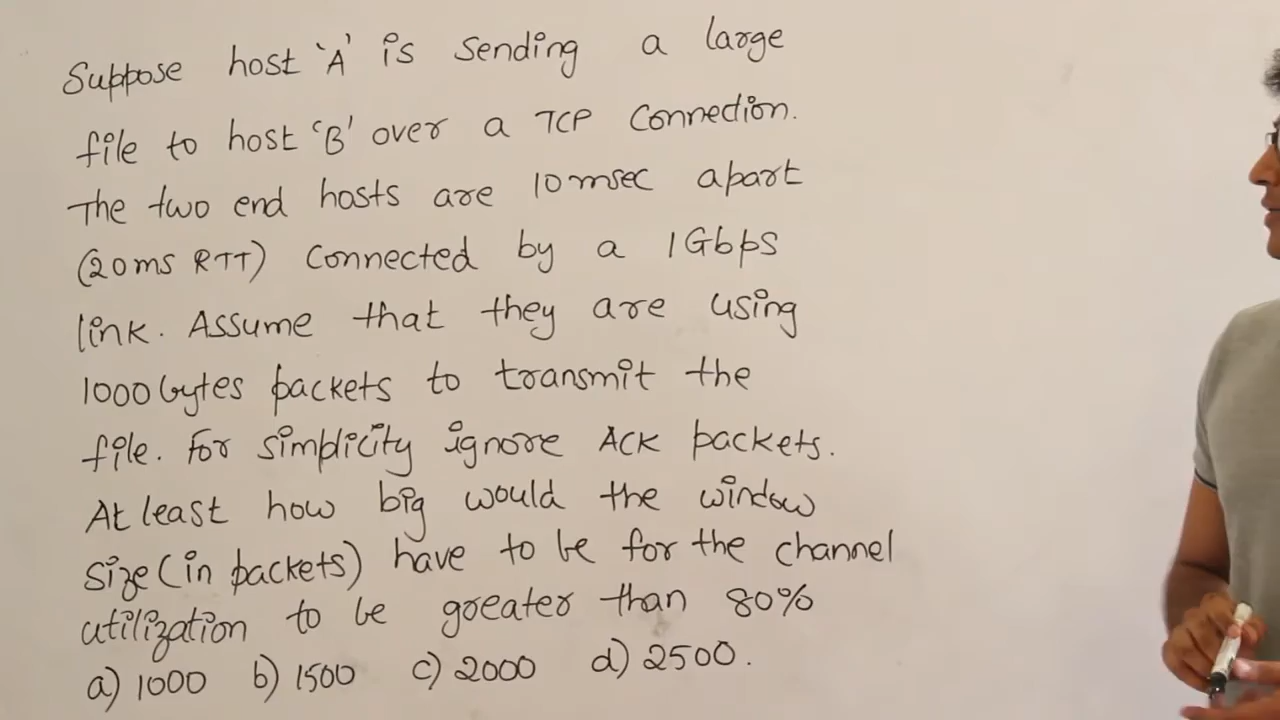 Suppose host 'A' is sending a large
file to host 'B' over a TCP Connection.
The two end hosts are 10msec apart
(20ms RTT) Connected by a 1Gbps
link. Assume that they are using
1000 bytes packets to transmit the
file. For simplicity ignore ACK packets.
At least how big would the window
size (in packets) have to be for the channel
utilization to be greater than 80%
a) 1000 b) 1500 c) 2000 d) 2500.